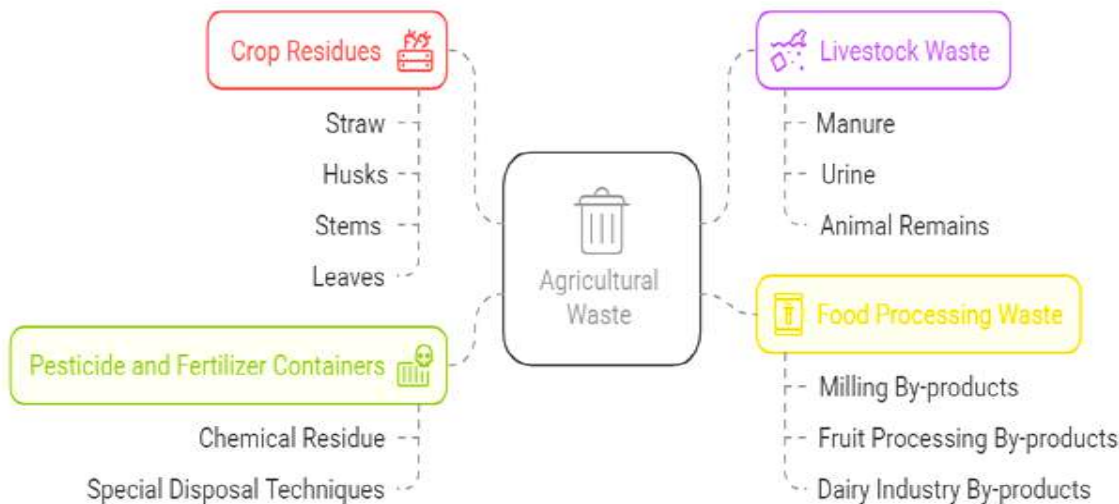 Crop Residues
Straw
Husks
Stems
Leaves
Pesticide and Fertilizer Containers
Chemical Residue
Special Disposal Techniques
Agricultural
Waste
Livestock Waste
Manure
Urine
Animal Remains
Food Processing Waste
Milling By-products
Fruit Processing By-products
Dairy Industry By-products